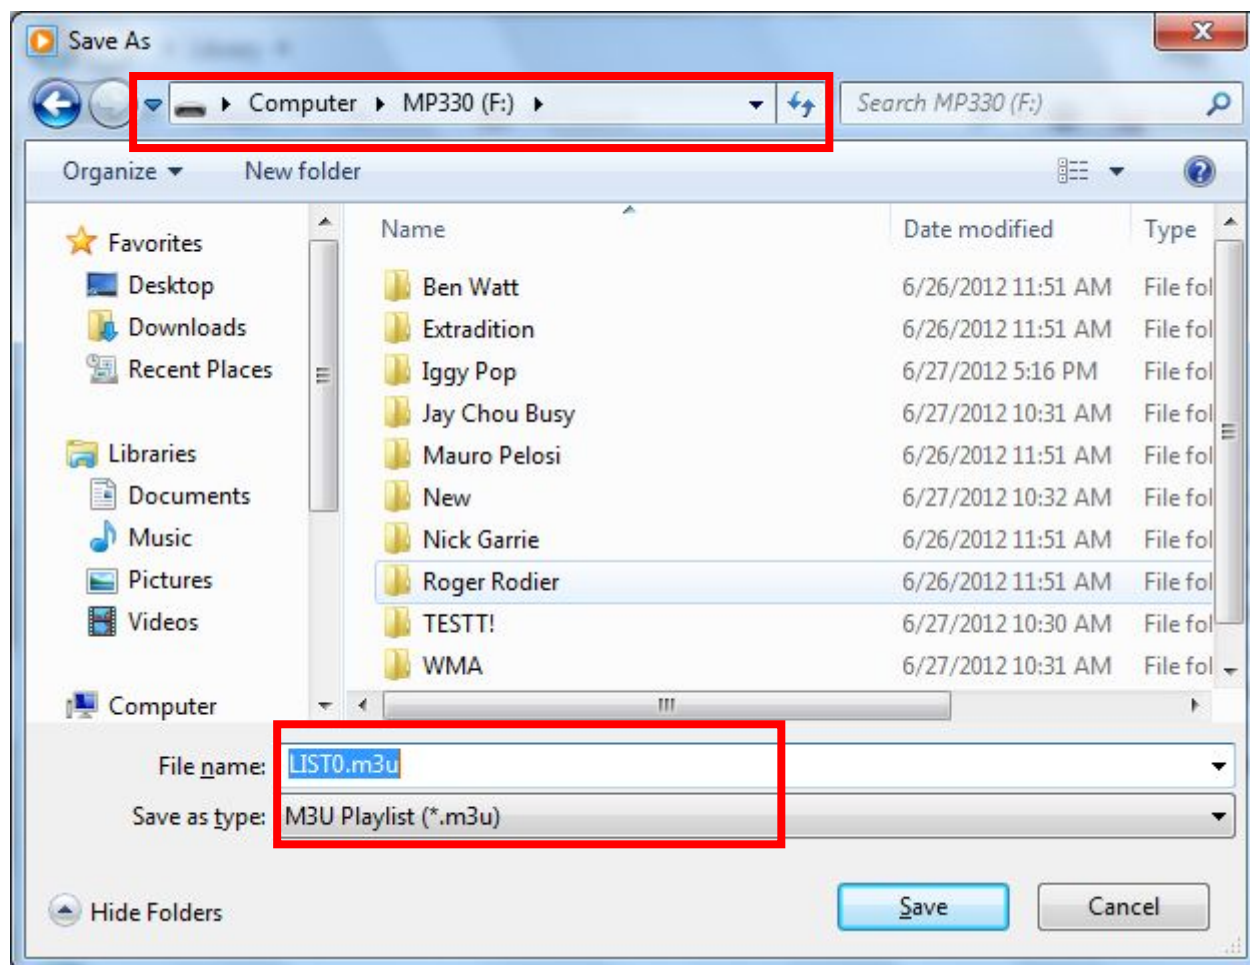 Save As
Computer MP330 (F:)
Search MP330 (F:)
Organize New folder
Name Date modified Type
Favorites
Desktop
Downloads
Recent Places
Libraries
Documents
Music
Pictures
Videos
Computer
Ben Watt 6/26/2012 11:51 AM File fol
Extradition 6/26/2012 11:51 AM File fol
Iggy Pop 6/27/2012 5:16 PM File fol
Jay Chou Busy 6/27/2012 10:31 AM File fol
Mauro Pelosi 6/26/2012 11:51 AM File fol
New 6/27/2012 10:32 AM File fol
Nick Garrie 6/26/2012 11:51 AM File fol
Roger Rodier 6/26/2012 11:51 AM File fol
TESTT! 6/27/2012 10:30 AM File fol
WMA 6/27/2012 10:31 AM File fol
File name: LIST0.m3u
Save as type: M3U Playlist (*.m3u)
Hide Folders
Save
Cancel